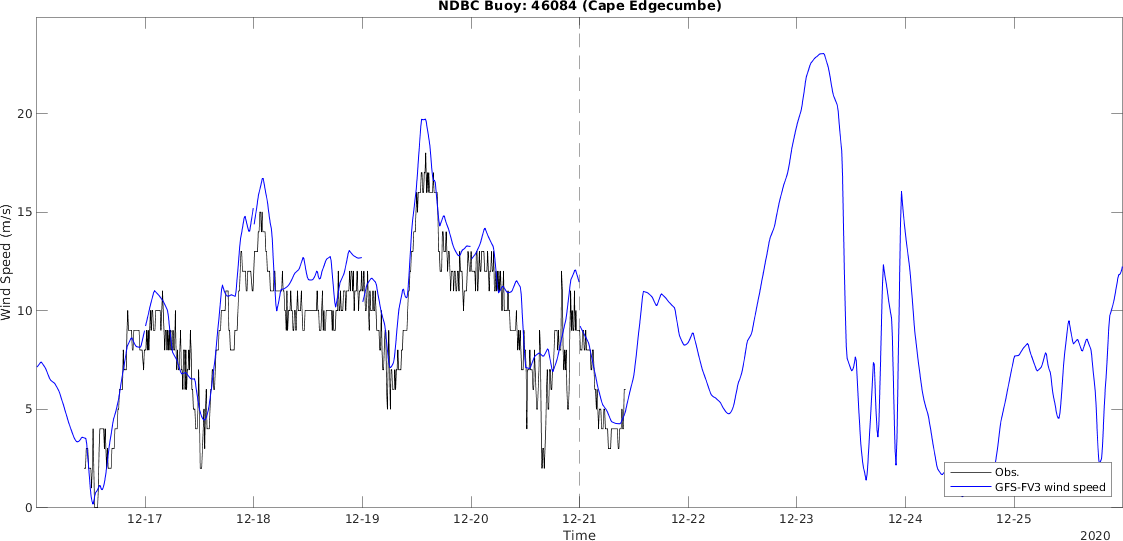 NDBC Buoy: 46084 (Cape Edgecumbe)
Wind Speed (m/s)
20
15
10
5
0
Obs.
GFS-FV3 wind speed
12-17 12-18 12-19 12-20 12-21 12-22 12-23 12-24 12-25
Time
2020